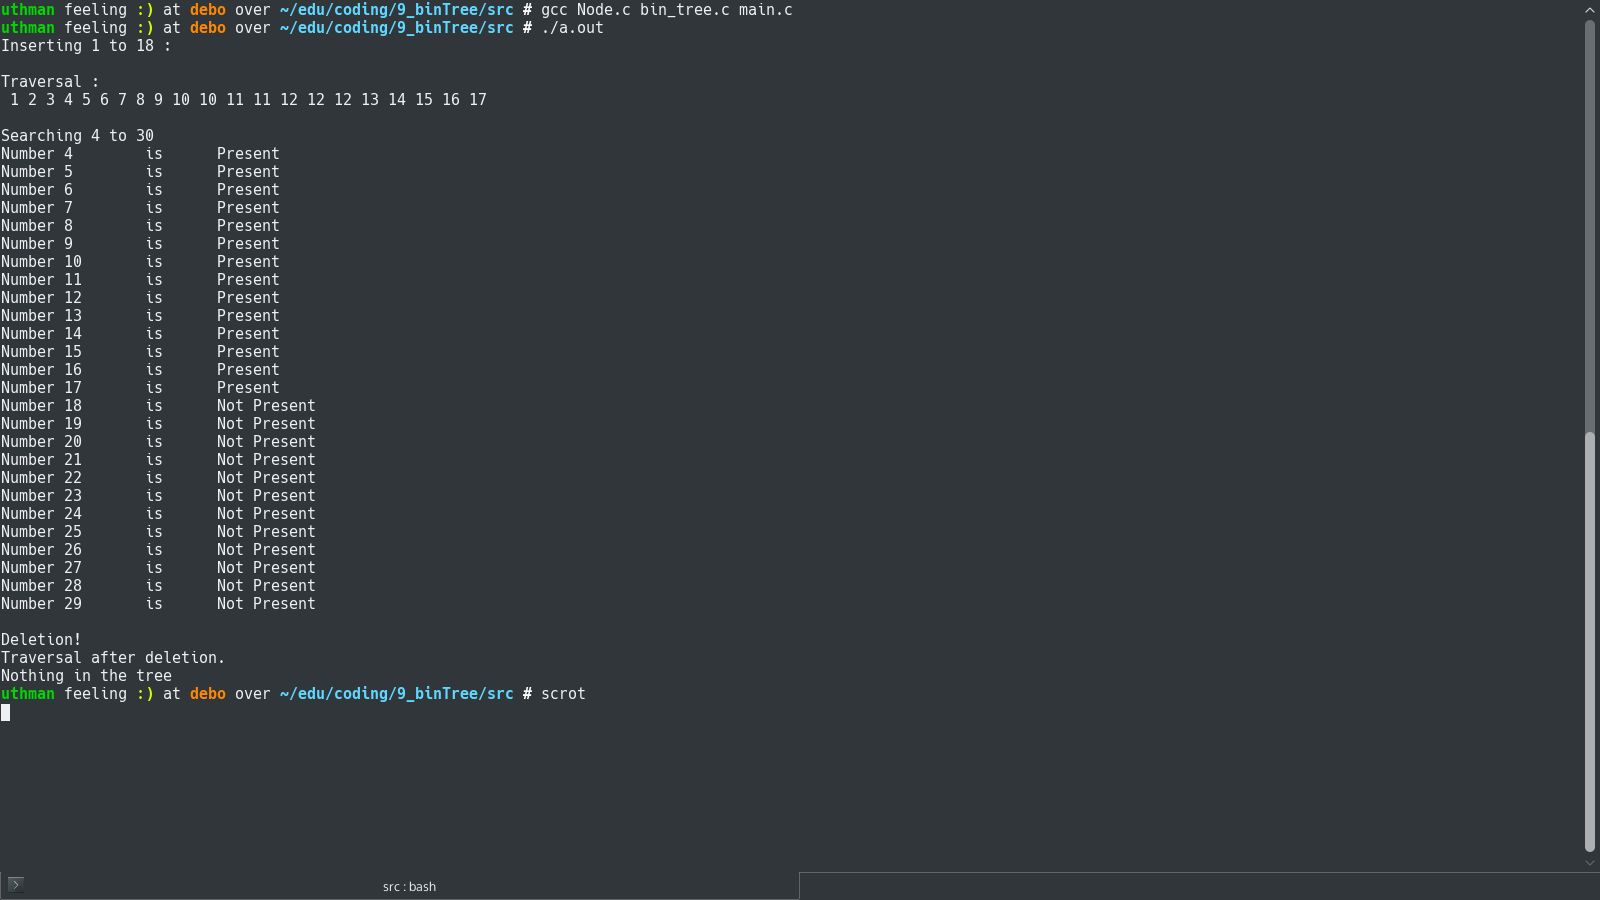 uthman feeling :) at debo over ~/edu/coding/9_binTree/src # gcc Node.c bin_tree.c main.c
uthman feeling :) at debo over ~/edu/coding/9_binTree/src # ./a.out
Inserting 1 to 18 :
Traversal :
1 2 3 4 5 6 7 8 9 10 10 11 11 12 12 12 13 14 15 16 17
Searching 4 to 30
Number 4 is Present
Number 5 is Present
Number 6 is Present
Number 7 is Present
Number 8 is Present
Number 9 is Present
Number 10 is Present
Number 11 is Present
Number 12 is Present
Number 13 is Present
Number 14 is Present
Number 15 is Present
Number 16 is Present
Number 17 is Present
Number 18 is Not Present
Number 19 is Not Present
Number 20 is Not Present
Number 21 is Not Present
Number 22 is Not Present
Number 23 is Not Present
Number 24 is Not Present
Number 25 is Not Present
Number 26 is Not Present
Number 27 is Not Present
Number 28 is Not Present
Number 29 is Not Present
Deletion!
Traversal after deletion.
Nothing in the tree
uthman feeling :) at debo over ~/edu/coding/9_binTree/src # scrot
src : bash